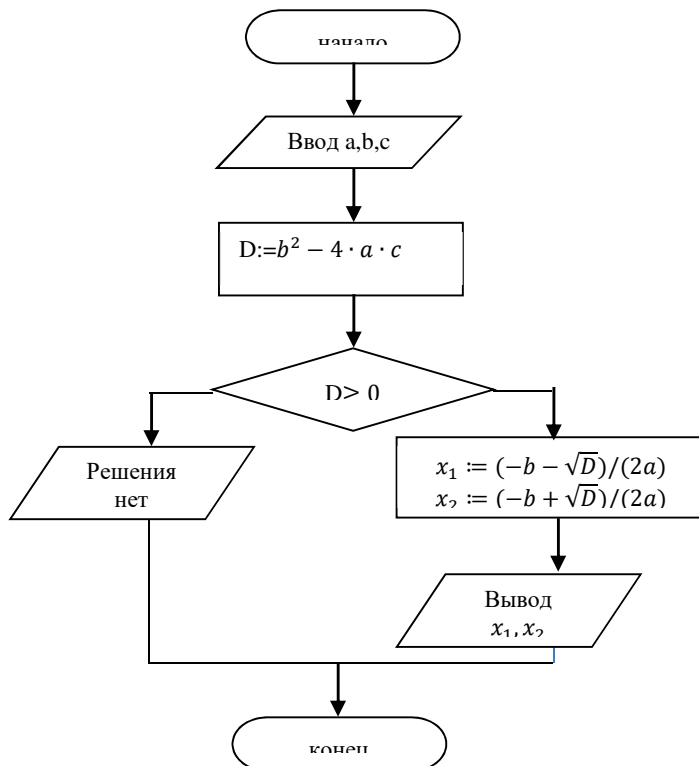 начало
Ввод a,b,c
D:=b² − 4 · a · c
D> 0
Решения
нет
x₁ ≔ (−b − √D)/(2a)
x₂ ≔ (−b + √D)/(2a)
Вывод
x₁, x₂
конец